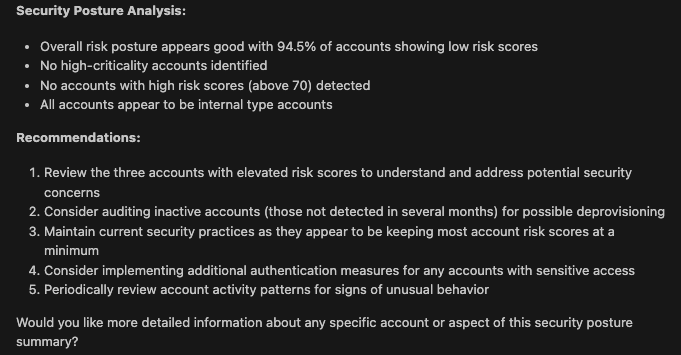 Security Posture Analysis:
• Overall risk posture appears good with 94.5% of accounts showing low risk scores
• No high-criticality accounts identified
• No accounts with high risk scores (above 70) detected
• All accounts appear to be internal type accounts
Recommendations:
1. Review the three accounts with elevated risk scores to understand and address potential security
concerns
2. Consider auditing inactive accounts (those not detected in several months) for possible deprovisioning
3. Maintain current security practices as they appear to be keeping most account risk scores at a
minimum
4. Consider implementing additional authentication measures for any accounts with sensitive access
5. Periodically review account activity patterns for signs of unusual behavior
Would you like more detailed information about any specific account or aspect of this security posture
summary?